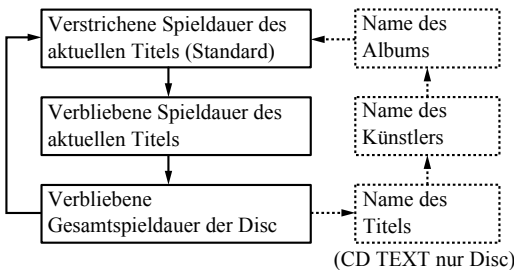 Verstrichene Spieldauer des
aktuellen Titels (Standard)
Verbliebene Spieldauer des
aktuellen Titels
Verbliebene
Gesamtspieldauer der Disc
Name des
Albums
Name des
Künstlers
Name des
Titels
(CD TEXT nur Disc)